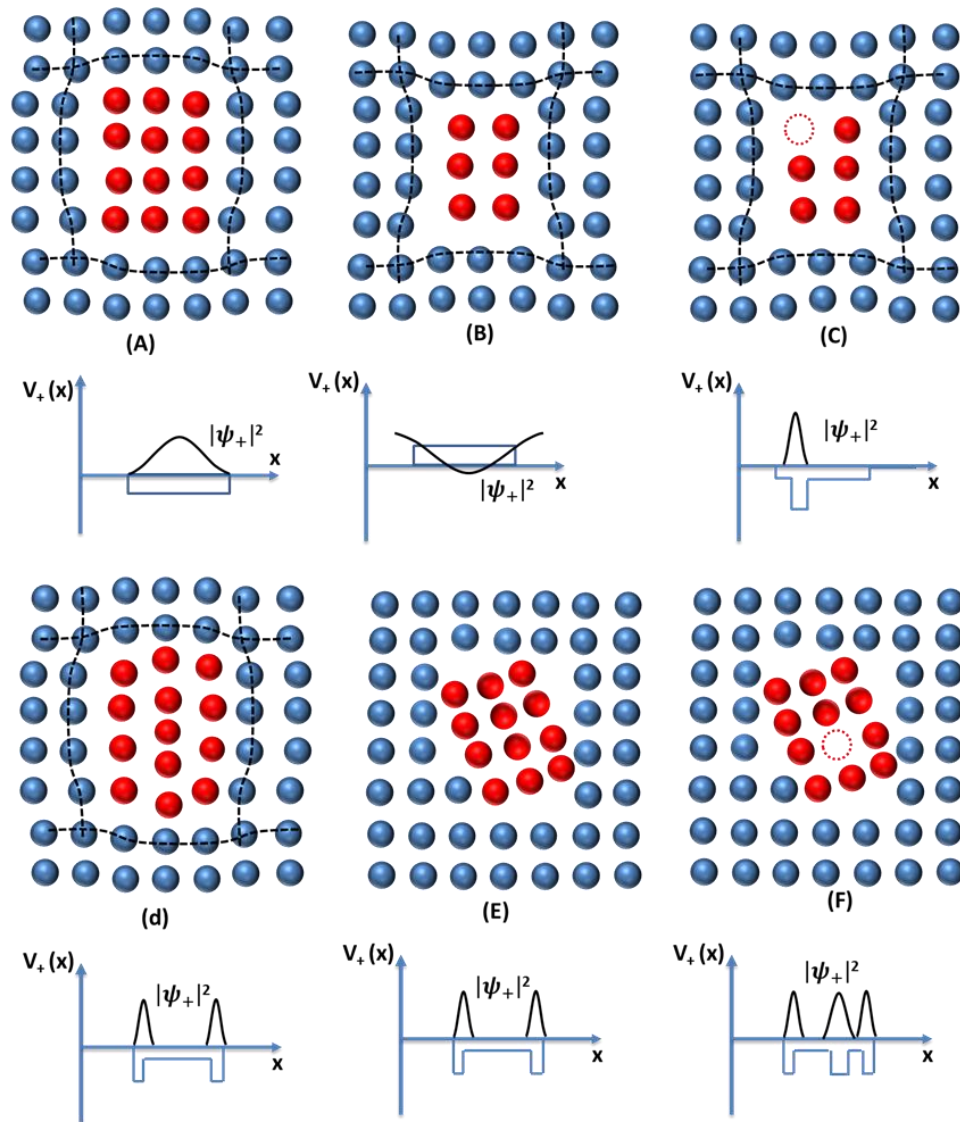 (A)
(B)
(C)
V₊ (x)
|ψ₊|²
x
V₊(x)
|ψ₊|²
x
V₊(x)
|ψ₊|²
x
(d)
(E)
(F)
V₊ (x)
|ψ₊|²
x
V₊ (x)
|ψ₊|²
x
V₊ (x)
|ψ₊|²
x